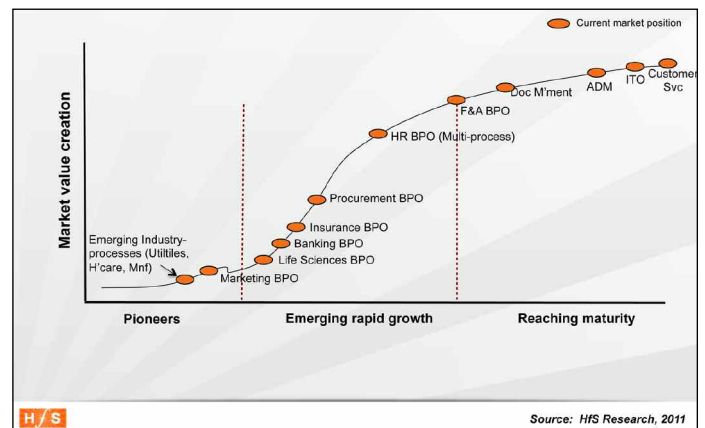 Current market position
Market value creation
Customer
Svc
ITO
ADM
Doc M'ment
F&A BPO
HR BPO (Multi-process)
Procurement BPO
Insurance BPO
Banking BPO
Life Sciences BPO
Emerging Industry-
processes (Utiltiles,
H'care, Mnf)
Marketing BPO
Pioneers
Emerging rapid growth
Reaching maturity
HfS
Source: HfS Research, 2011